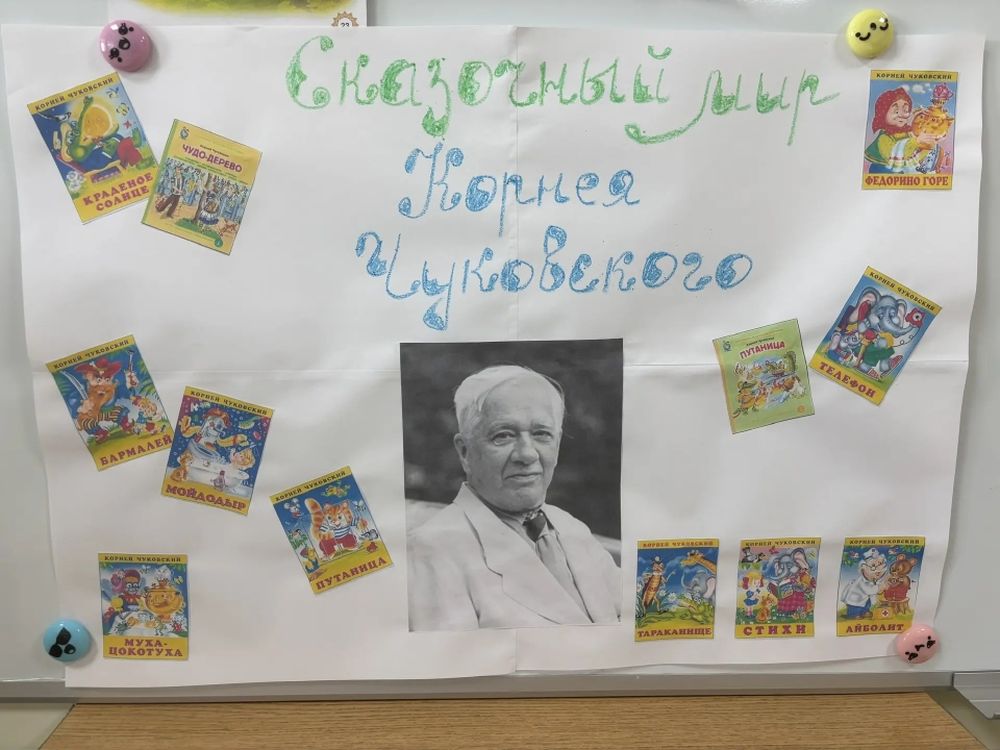 23
Сказочный мир
Корнея
Чуковского
КОРНЕЙ ЧУКОВСКИЙ
КРАДЕНОЕ
СОЛНЦЕ
ЧУДО-ДЕРЕВО
КОРНЕЙ ЧУКОВСКИЙ
ФЕДОРИНО ГОРЕ
КОРНЕЙ ЧУКОВСКИЙ
ТЕЛЕФОН
ПУТАНИЦА
КОРНЕЙ ЧУКОВСКИЙ
БАРМАЛЕЙ
КОРНЕЙ ЧУКОВСКИЙ
МОЙДОДЫР
КОРНЕЙ ЧУКОВСКИЙ
ПУТАНИЦА
КОРНЕЙ ЧУКОВСКИЙ
МУХА-
ЦОКОТУХА
КОРНЕЙ ЧУКОВСКИЙ
ТАРАКАНИЩЕ
КОРНЕЙ ЧУКОВСКИЙ
СТИХИ
КОРНЕЙ ЧУКОВСКИЙ
АЙБОЛИТ